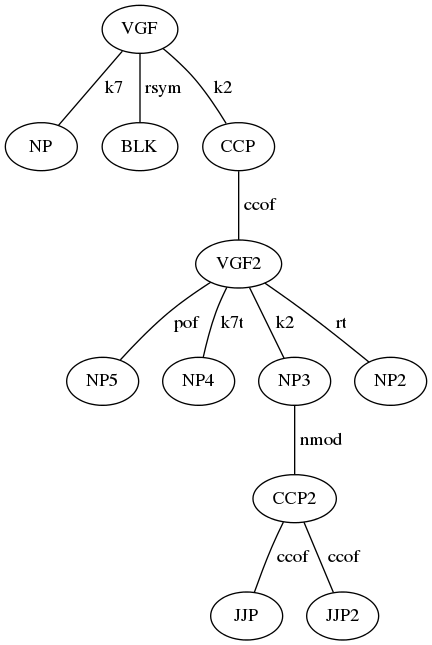 VGF
k7 rsym k2
NP BLK CCP
ccof
VGF2
pof k7t k2 rt
NP5 NP4 NP3 NP2
nmod
CCP2
ccof ccof
JJP JJP2